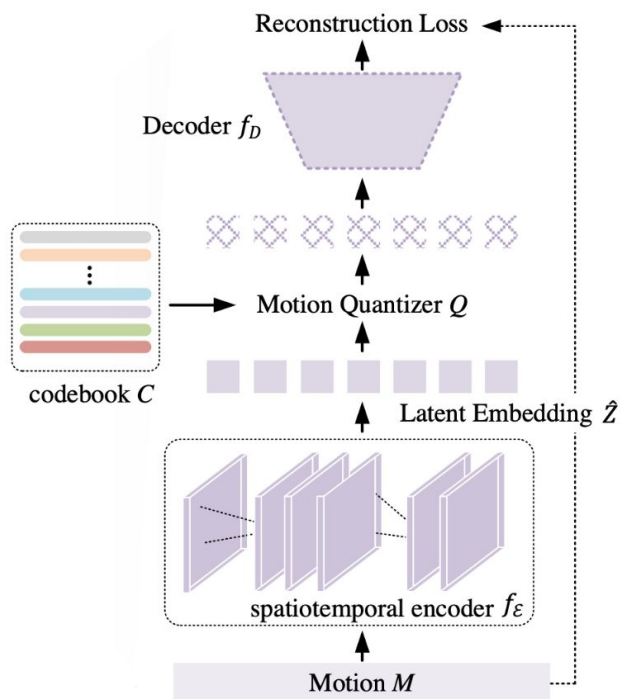 Reconstruction Loss
Decoder f_D
Motion Quantizer Q
codebook C
Latent Embedding Ẑ
spatiotemporal encoder f_ε
Motion M